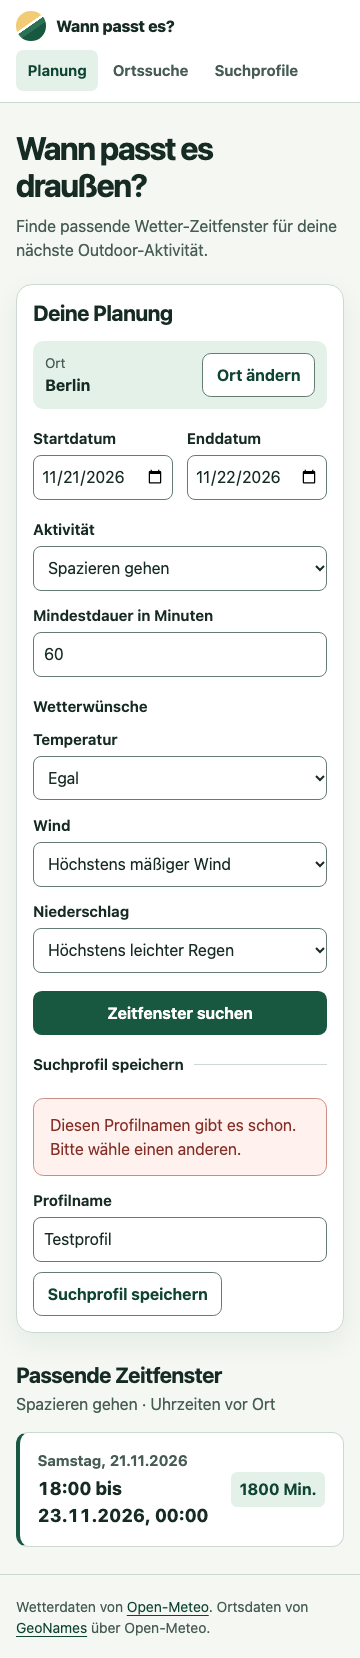 Wann passt es?
Planung Ortssuche Suchprofile
Wann passt es
draußen?
Finde passende Wetter-Zeitfenster für deine
nächste Outdoor-Aktivität.
Deine Planung
Ort
Berlin
Ort ändern
Startdatum Enddatum
11/21/2026 11/22/2026
Aktivität
Spazieren gehen
Mindestdauer in Minuten
60
Wetterwünsche
Temperatur
Egal
Wind
Höchstens mäßiger Wind
Niederschlag
Höchstens leichter Regen
Zeitfenster suchen
Suchprofil speichern
Diesen Profilnamen gibt es schon.
Bitte wähle einen anderen.
Profilname
Testprofil
Suchprofil speichern
Passende Zeitfenster
Spazieren gehen · Uhrzeiten vor Ort
Samstag, 21.11.2026
18:00 bis
23.11.2026, 00:00
1800 Min.
Wetterdaten von Open-Meteo. Ortsdaten von
GeoNames über Open-Meteo.